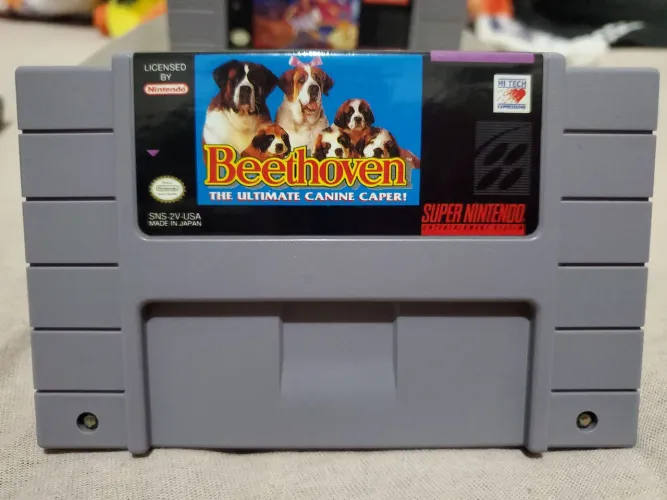 LICENSED
BY
Nintendo
HI TECH
EXPRESSIONS
Beethoven
THE ULTIMATE CANINE CAPER!
SNS-2V-USA
MADE IN JAPAN
SUPER NINTENDO
ENTERTAINMENT SYSTEM